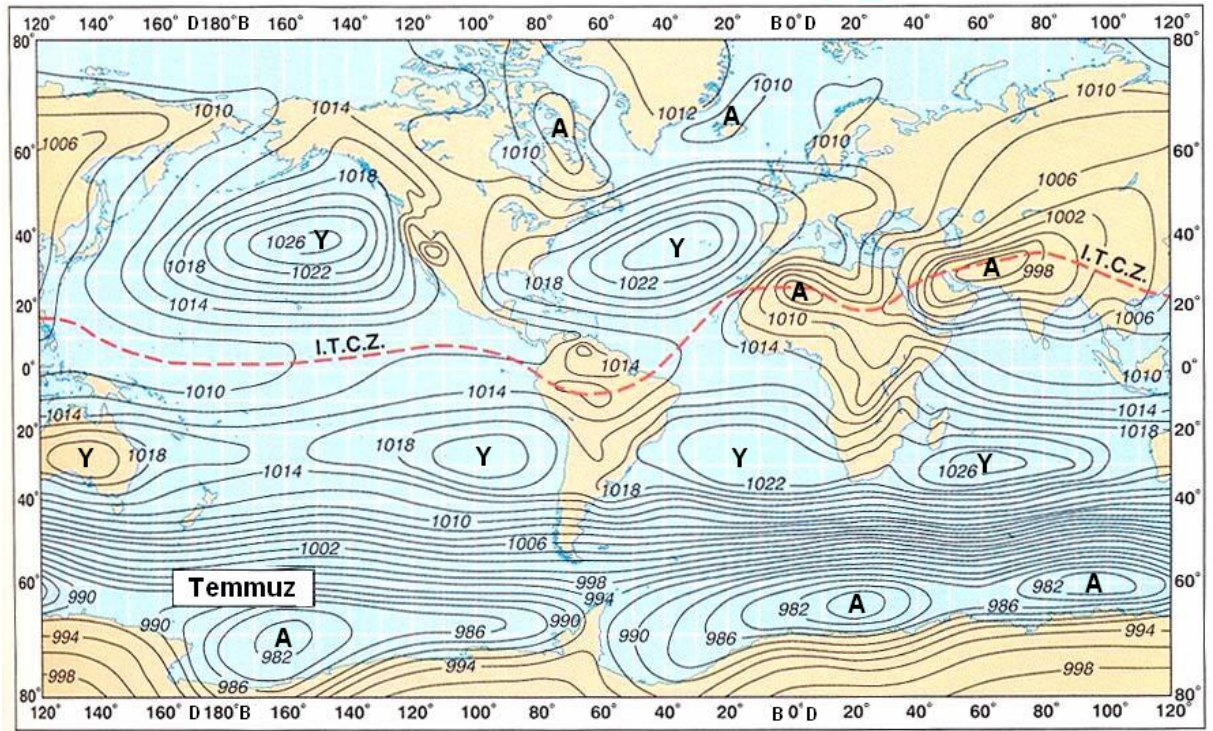 120° 140° 160° D 180° B 160° 140° 120° 100° 80° 60° 40° 20° B 0° D 20° 40° 60° 80° 100° 120°
80° 80°
1010 1014 1010 1012 A 1010
1006 A 1010 1010
60° 60°
1018 1006
1002
40° 1026 Y Y 40°
1018 1022 1018 1022 A A 998 I.T.C.Z.
20° 1014 1010 1006 20°
I.T.C.Z. 1014 1014
0° 1010 1010 0°
1014 1014 1014
20° 1018 1018 20°
Y 1018 Y Y 1026 Y
1014 1018 1022
40° 40°
1010
1002 1006
60° Temmuz 998 982 A 60°
990 994 982 A 986
990 A 986 990 990 986 994
994 982 994
998 986 998
80° 80°
120° 140° 160° D 180° B 160° 140° 120° 100° 80° 60° 40° 20° B 0° D 20° 40° 60° 80° 100° 120°